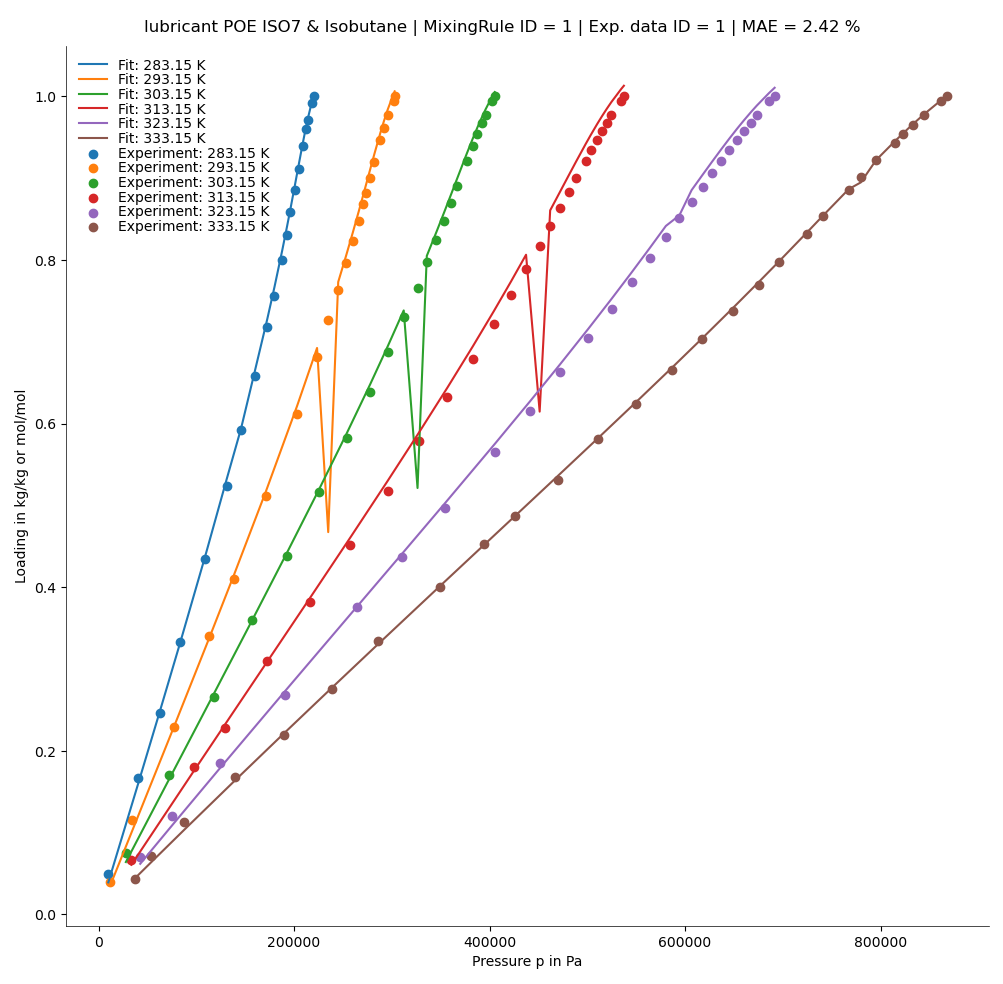 lubricant POE ISO7 & Isobutane | MixingRule ID = 1 | Exp. data ID = 1 | MAE = 2.42 %
Fit: 283.15 K
Fit: 293.15 K
Fit: 303.15 K
Fit: 313.15 K
Fit: 323.15 K
Fit: 333.15 K
Experiment: 283.15 K
Experiment: 293.15 K
Experiment: 303.15 K
Experiment: 313.15 K
Experiment: 323.15 K
Experiment: 333.15 K
Loading in kg/kg or mol/mol
1.0
0.8
0.6
0.4
0.2
0.0
0 200000 400000 600000 800000
Pressure p in Pa